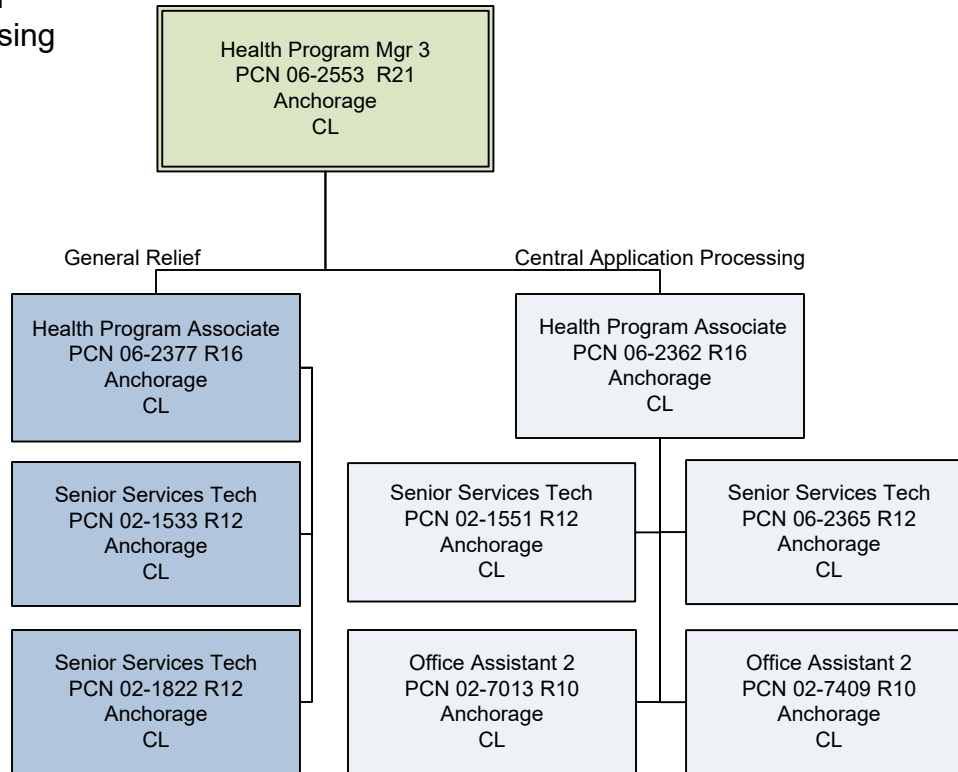 Health Program Mgr 3
PCN 06-2553 R21
Anchorage
CL
General Relief
Central Application Processing
Health Program Associate
PCN 06-2377 R16
Anchorage
CL
Health Program Associate
PCN 06-2362 R16
Anchorage
CL
Senior Services Tech
PCN 02-1533 R12
Anchorage
CL
Senior Services Tech
PCN 02-1551 R12
Anchorage
CL
Senior Services Tech
PCN 06-2365 R12
Anchorage
CL
Senior Services Tech
PCN 02-1822 R12
Anchorage
CL
Office Assistant 2
PCN 02-7013 R10
Anchorage
CL
Office Assistant 2
PCN 02-7409 R10
Anchorage
CL